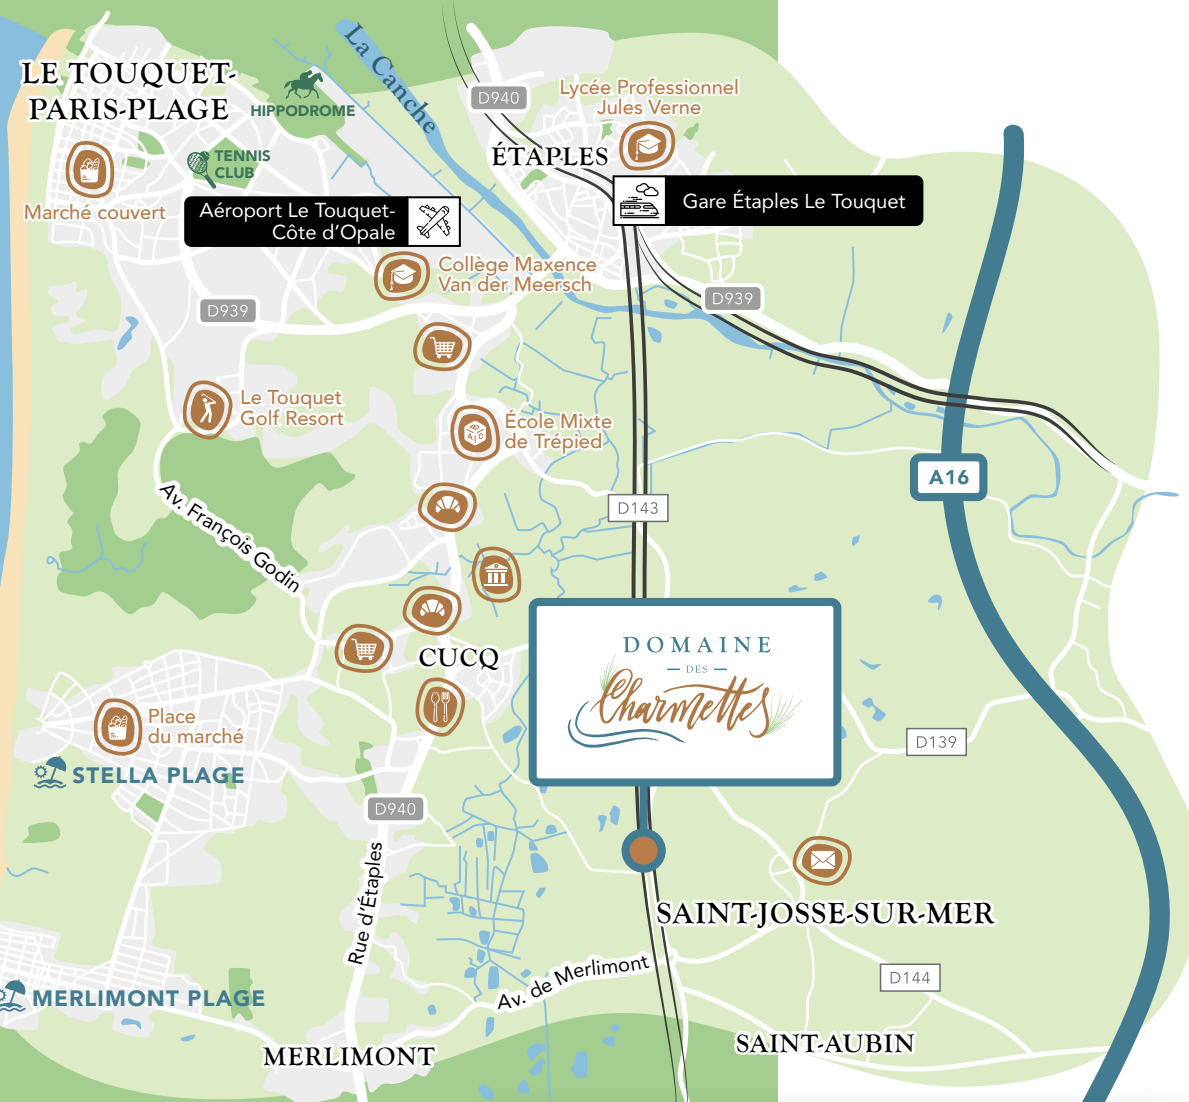 LE TOUQUET-
PARIS-PLAGE
HIPPODROME
La Canche
D940
Lycée Professionnel
Jules Verne
ÉTAPLES
TENNIS
CLUB
Marché couvert
Aéroport Le Touquet-
Côte d'Opale
Gare Étaples Le Touquet
Collège Maxence
Van der Meersch
D939
D939
Le Touquet
Golf Resort
École Mixte
de Trépied
A16
Av. François Godin
D143
CUCQ
DOMAINE
DES
Charmettes
Place
du marché
STELLA PLAGE
D139
D940
Rue d'Étaples
SAINT-JOSSE-SUR-MER
Av. de Merlimont
D144
MERLIMONT PLAGE
MERLIMONT
SAINT-AUBIN